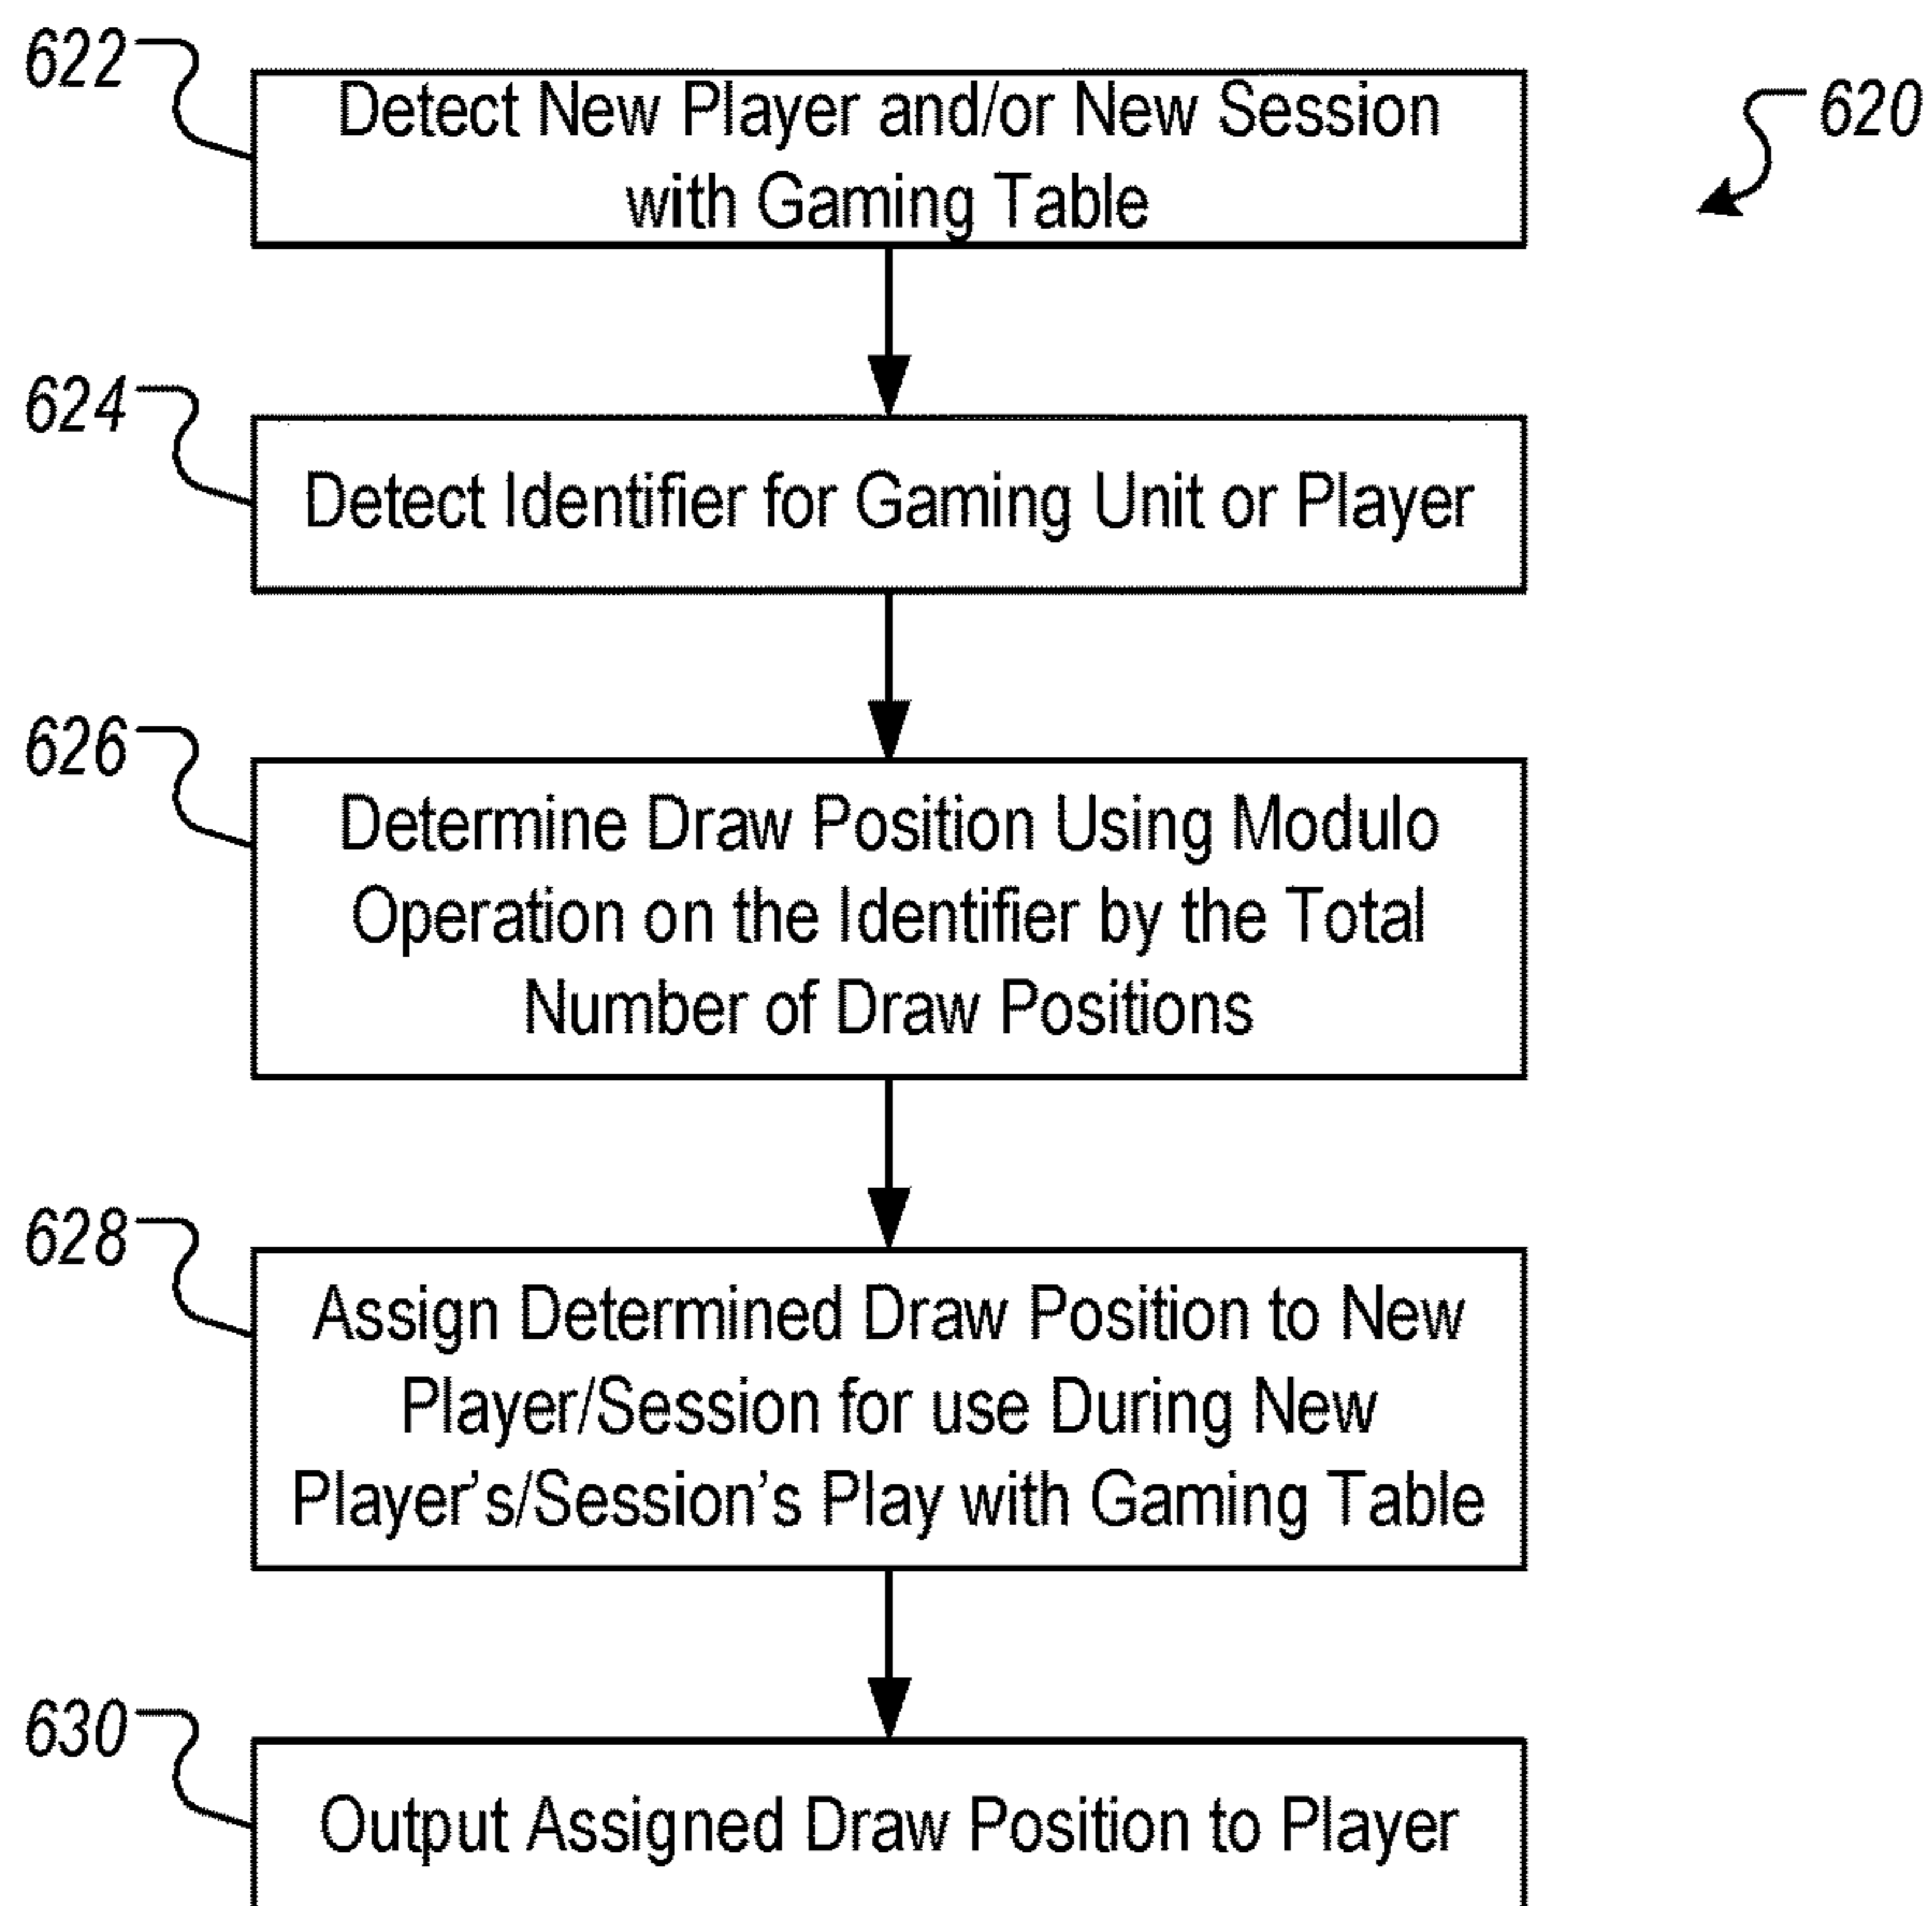 622
Detect New Player and/or New Session
with Gaming Table
620
624
Detect Identifier for Gaming Unit or Player
626
Determine Draw Position Using Modulo
Operation on the Identifier by the Total
Number of Draw Positions
628
Assign Determined Draw Position to New
Player/Session for use During New
Player's/Session's Play with Gaming Table
630
Output Assigned Draw Position to Player